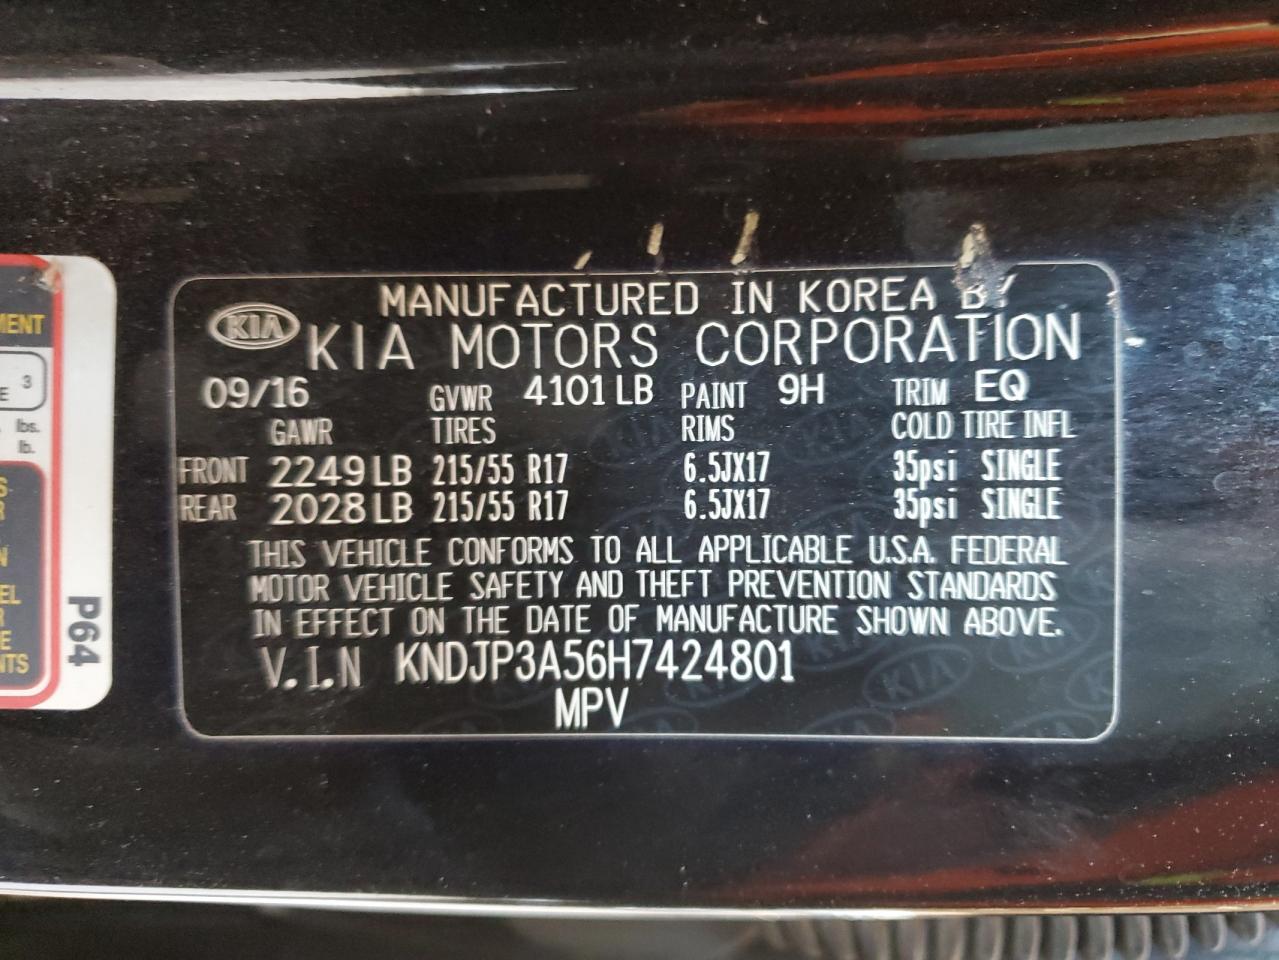 MANUFACTURED IN KOREA BY
KIA KIA MOTORS CORPORATION
09/16 GVWR 4101 LB PAINT 9H TRIM EQ
GAWR TIRES RIMS COLD TIRE INFL
FRONT 2249 LB 215/55 R17 6.5JX17 35psi SINGLE
REAR 2028 LB 215/55 R17 6.5JX17 35psi SINGLE
THIS VEHICLE CONFORMS TO ALL APPLICABLE U.S.A. FEDERAL
MOTOR VEHICLE SAFETY AND THEFT PREVENTION STANDARDS
IN EFFECT ON THE DATE OF MANUFACTURE SHOWN ABOVE.
V.I.N KNDJP3A56H7424801
MPV
3
lbs.
lb.
P64